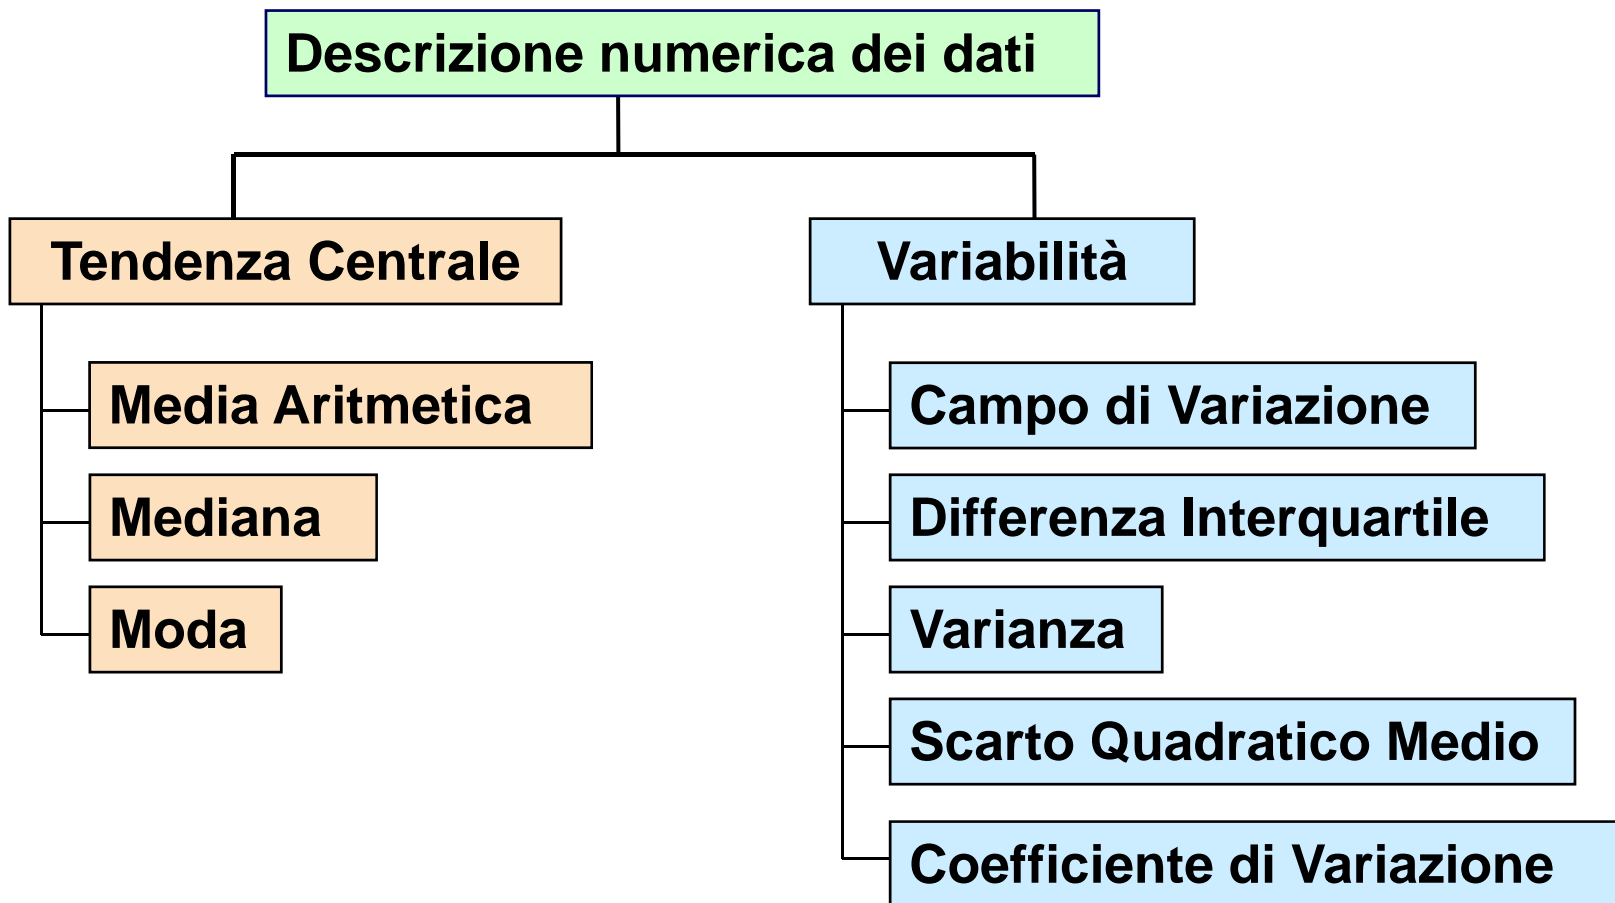 Descrizione numerica dei dati
Tendenza Centrale
Media Aritmetica
Mediana
Moda
Variabilità
Campo di Variazione
Differenza Interquartile
Varianza
Scarto Quadratico Medio
Coefficiente di Variazione